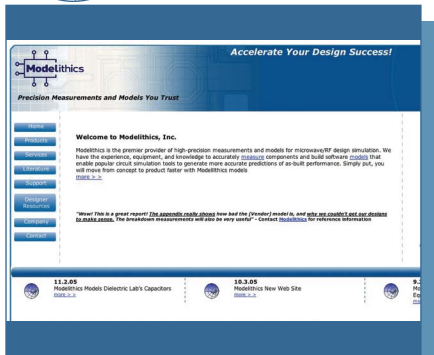 Accelerate Your Design Success!
Modelithics
Precision Measurements and Models You Trust
Home
Products
Services
Literature
Support
Designer
Resources
Company
Contact
Welcome to Modelithics, Inc.
Modelithics is the premier provider of high-precision measurements and models for microwave/RF design simulation. We
have the experience, equipment, and knowledge to accurately measure components and build software models that
enable popular circuit simulation tools to generate more accurate predictions of as-built performance. Simply put, you
will move from concept to product faster with Modelithics models
more > >
"Wow! This is a great report! The appendix really shows how bad the [Vendor] model is, and why we couldn't get our designs
to make sense. The breakdown measurements will also be very useful" - Contact Modelithics for reference information
11.2.05
Modelithics Models Dielectric Lab's Capacitors
more > >
10.3.05
Modelithics New Web Site
more > >
9.
Mo
Eq
mo